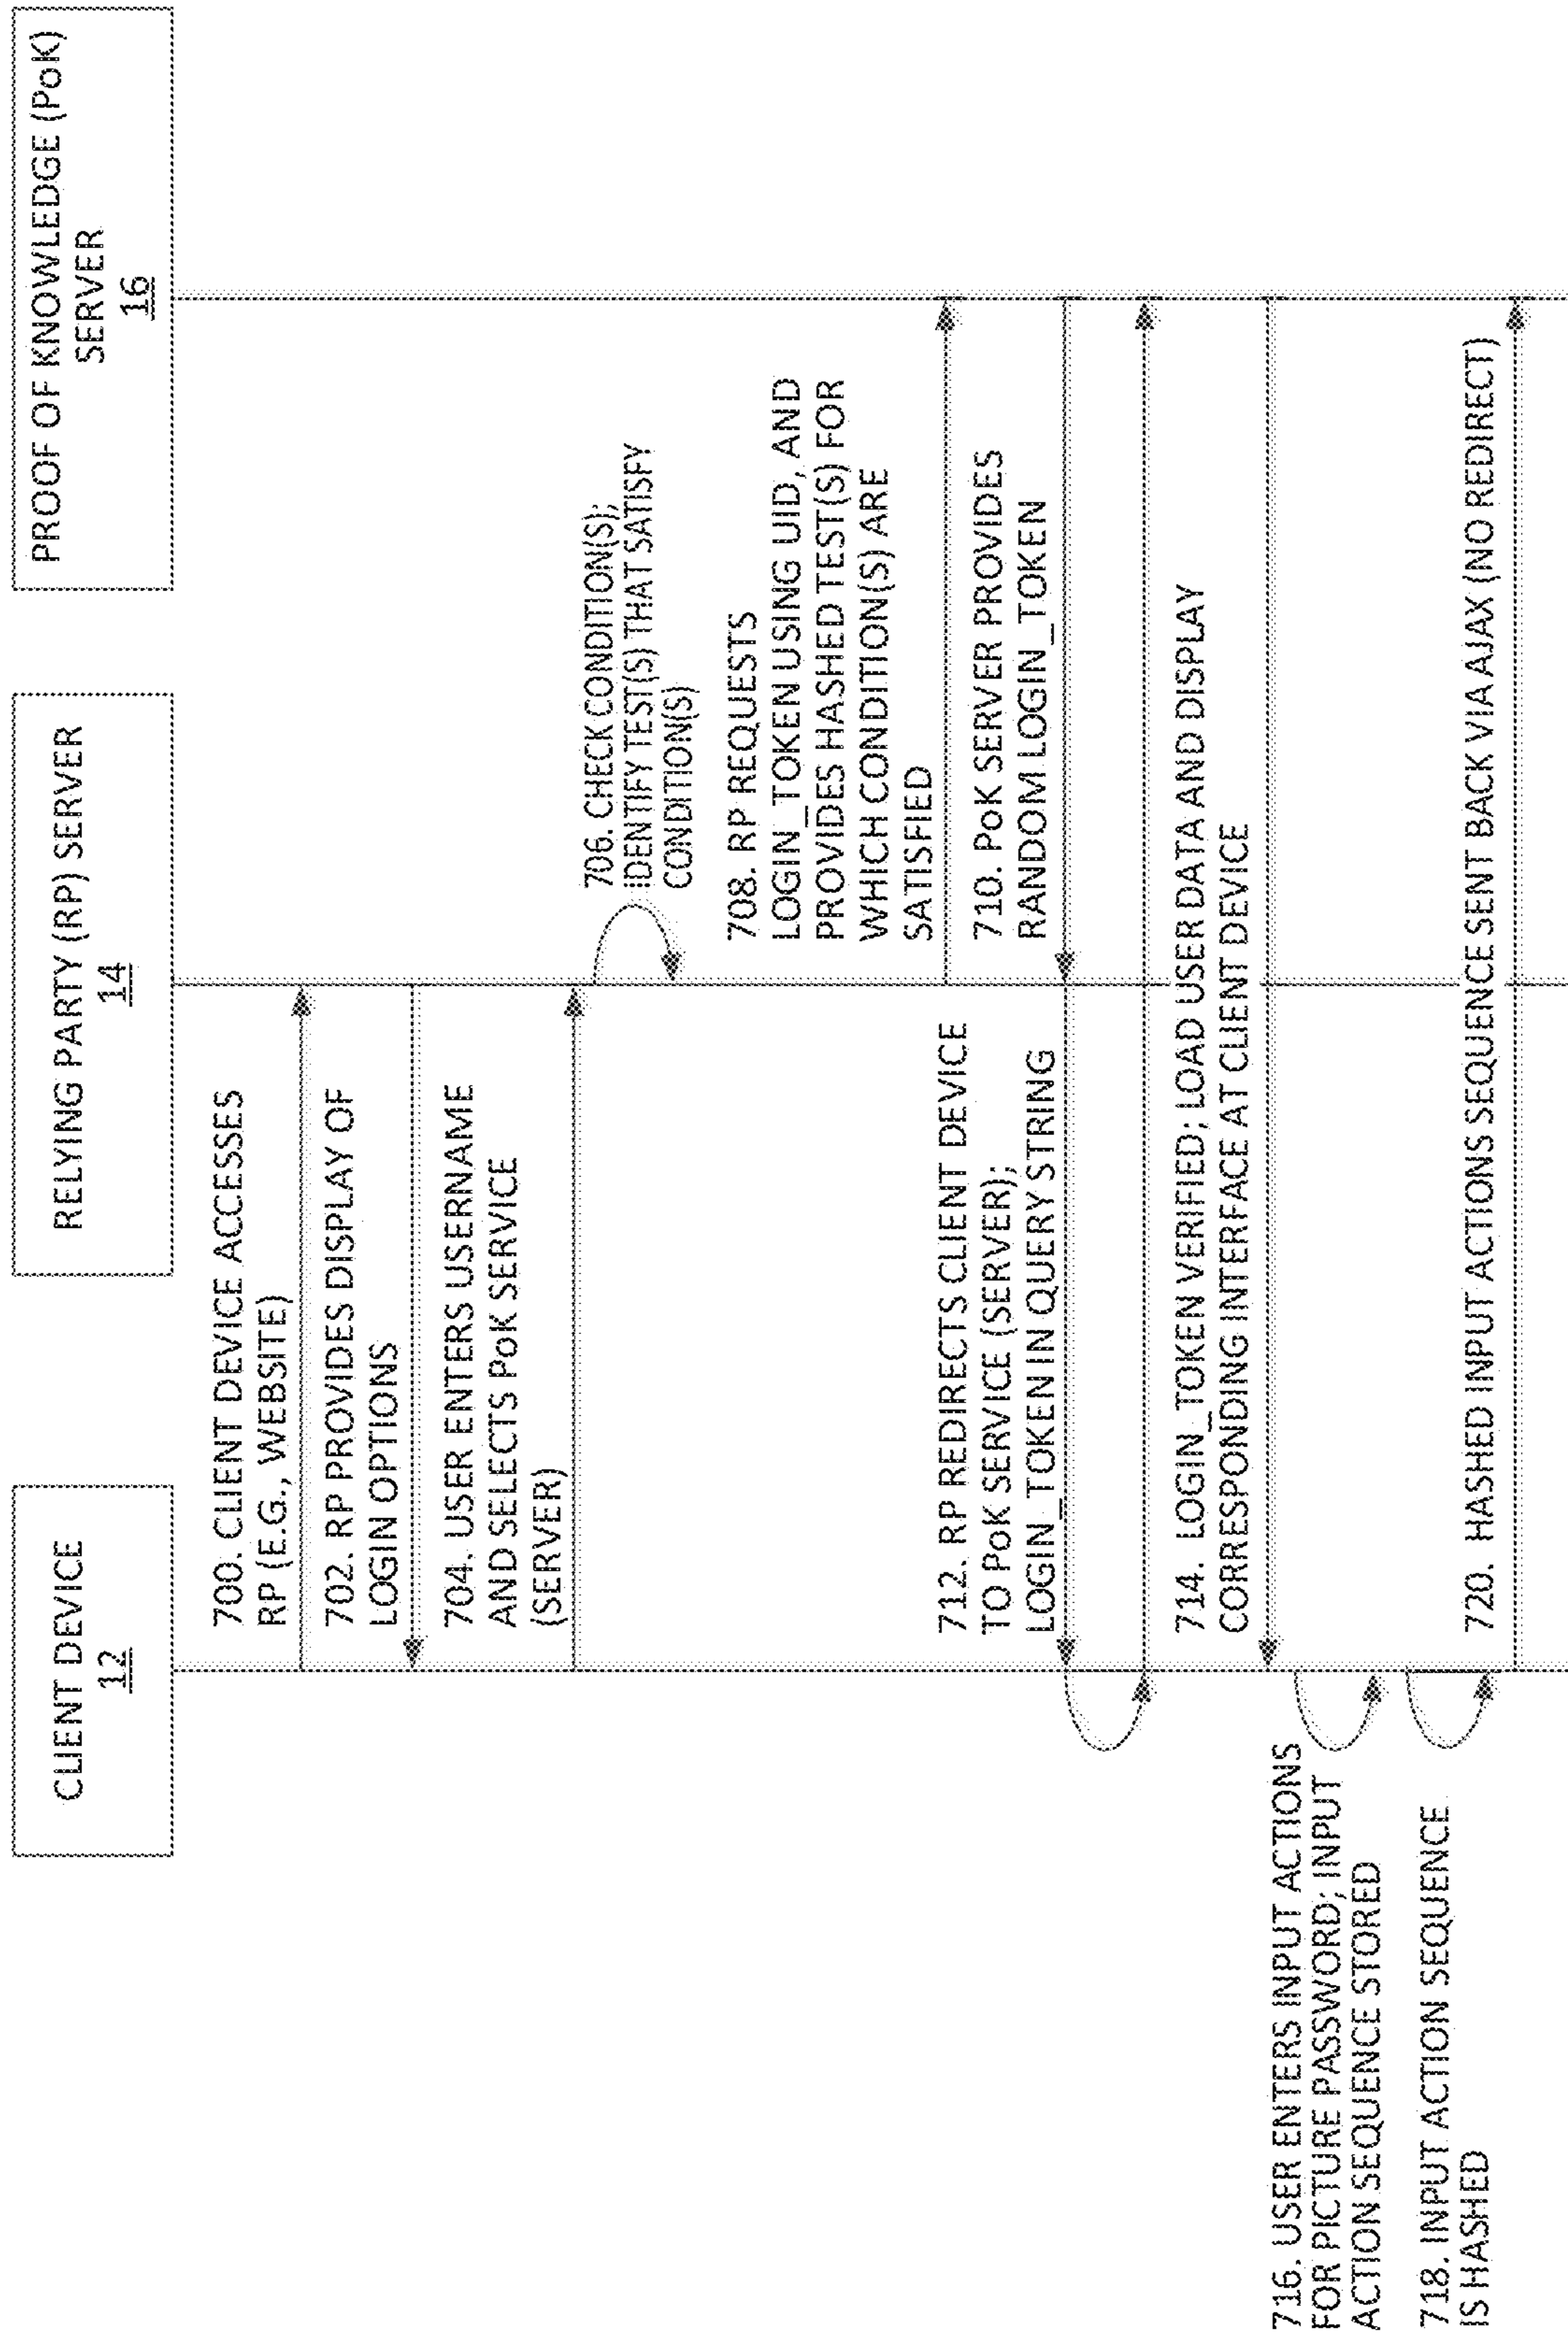 CLIENT DEVICE
12
RELYING PARTY (RP) SERVER
14
PROOF OF KNOWLEDGE (PoK)
SERVER
16
700. CLIENT DEVICE ACCESSES
RP (E.G., WEBSITE)
702. RP PROVIDES DISPLAY OF
LOGIN OPTIONS
704. USER ENTERS USERNAME
AND SELECTS PoK SERVICE
(SERVER)
706. CHECK CONDITION(S);
IDENTIFY TEST(S) THAT SATISFY
CONDITION(S)
708. RP REQUESTS
LOGIN_TOKEN USING UID, AND
PROVIDES HASHED TEST(S) FOR
WHICH CONDITION(S) ARE
SATISFIED
710. PoK SERVER PROVIDES
RANDOM LOGIN_TOKEN
712. RP REDIRECTS CLIENT DEVICE
TO PoK SERVICE (SERVER);
LOGIN_TOKEN IN QUERY STRING
714. LOGIN_TOKEN VERIFIED; LOAD USER DATA AND DISPLAY
CORRESPONDING INTERFACE AT CLIENT DEVICE
716. USER ENTERS INPUT ACTIONS
FOR PICTURE PASSWORD; INPUT
ACTION SEQUENCE STORED
718. INPUT ACTION SEQUENCE
IS HASHED
720. HASHED INPUT ACTIONS SEQUENCE SENT BACK VIA AJAX (NO REDIRECT)